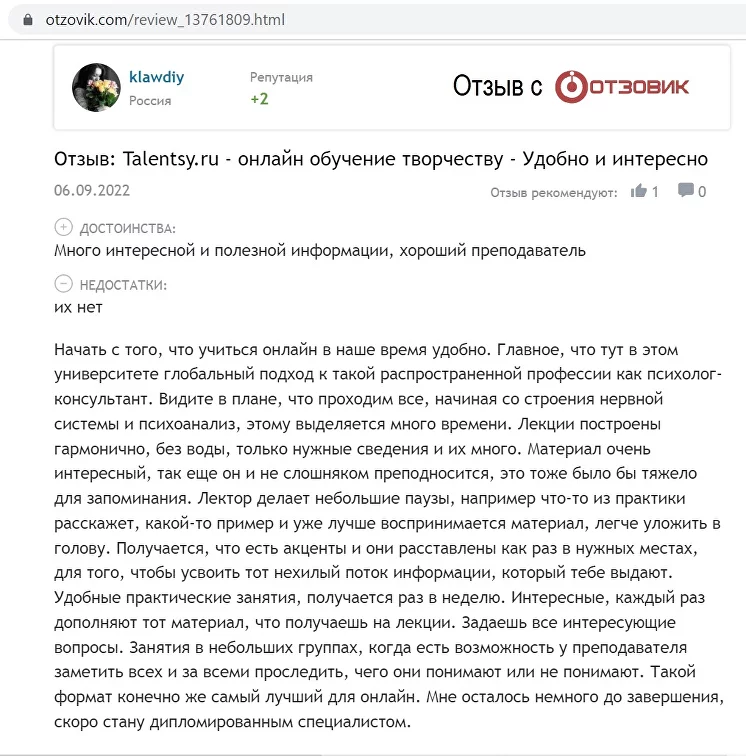 otzovik.com/review_13761809.html
klawdiy
Репутация
Россия
+2
Отзыв с ОТЗОВИК
Отзыв: Talentsy.ru - онлайн обучение творчеству - Удобно и интересно
06.09.2022
Отзыв рекомендуют: 1 0
ДОСТОИНСТВА:
Много интересной и полезной информации, хороший преподаватель
НЕДОСТАТКИ:
их нет
Начать с того, что учиться онлайн в наше время удобно. Главное, что тут в этом
университете глобальный подход к такой распространенной профессии как психолог-
консультант. Видите в плане, что проходим все, начиная со строения нервной
системы и психоанализ, этому выделяется много времени. Лекции построены
гармонично, без воды, только нужные сведения и их много. Материал очень
интересный, так еще он и не слошняком преподносится, это тоже было бы тяжело
для запоминания. Лектор делает небольшие паузы, например что-то из практики
расскажет, какой-то пример и уже лучше воспринимается материал, легче уложить в
голову. Получается, что есть акценты и они расставлены как раз в нужных местах,
для того, чтобы усвоить тот нехилый поток информации, который тебе выдают.
Удобные практические занятия, получается раз в неделю. Интересные, каждый раз
дополняют тот материал, что получаешь на лекции. Задаешь все интересующие
вопросы. Занятия в небольших группах, когда есть возможность у преподавателя
заметить всех и за всеми проследить, чего они понимают или не понимают. Такой
формат конечно же самый лучший для онлайн. Мне осталось немного до завершения,
скоро стану дипломированным специалистом.